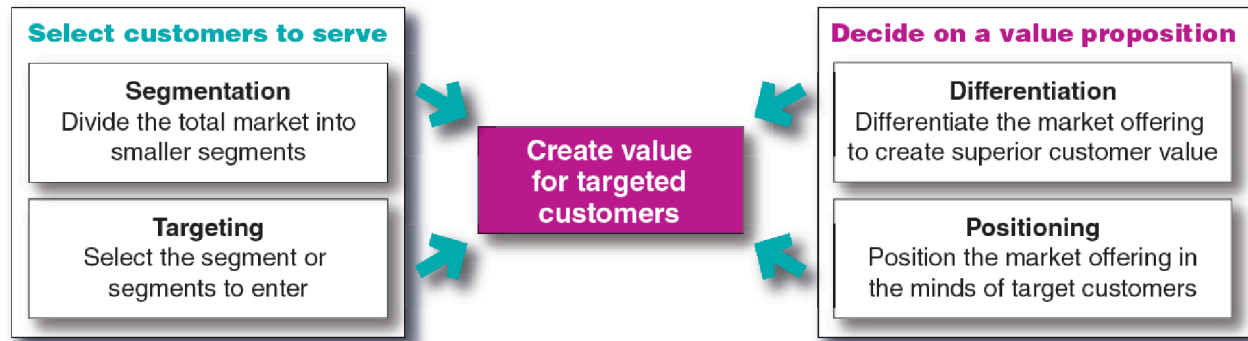 Select customers to serve
Segmentation
Divide the total market into
smaller segments
Targeting
Select the segment or
segments to enter
Create value
for targeted
customers
Decide on a value proposition
Differentiation
Differentiate the market offering
to create superior customer value
Positioning
Position the market offering in
the minds of target customers